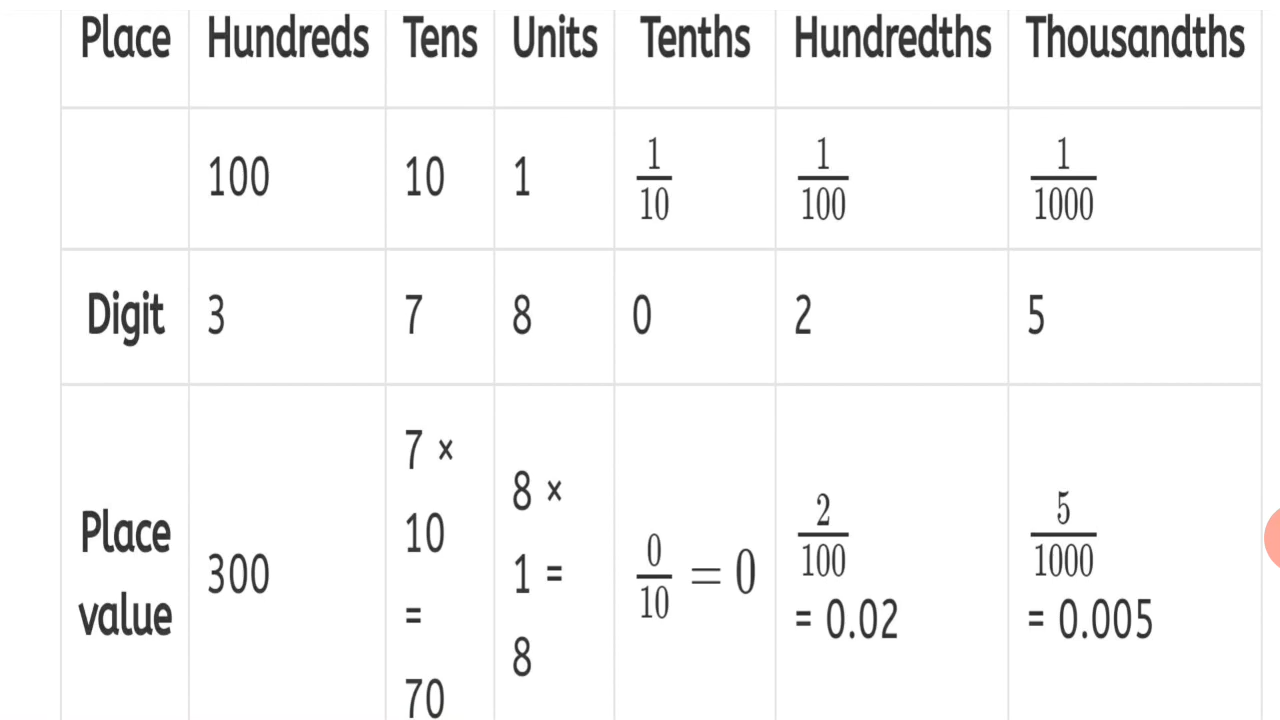 Place Hundreds Tens Units Tenths Hundredths Thousandths
100 10 1 1/10 1/100 1/1000
Digit 3 7 8 0 2 5
Place
value
300
7 ×
10
=
70
8 ×
1 =
8
0/10 = 0
2/100
= 0.02
5/1000
= 0.005